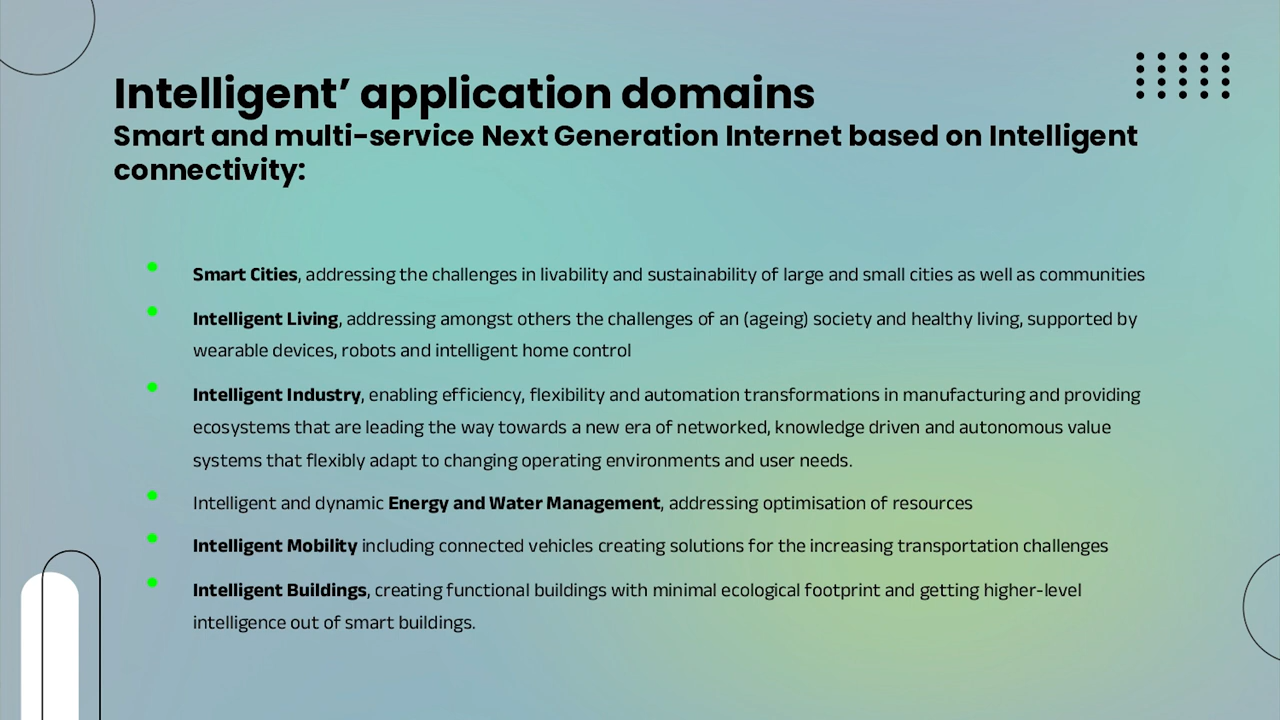 Intelligent’ application domains
Smart and multi-service Next Generation Internet based on Intelligent
connectivity:
Smart Cities, addressing the challenges in livability and sustainability of large and small cities as well as communities
Intelligent Living, addressing amongst others the challenges of an (ageing) society and healthy living, supported by
wearable devices, robots and intelligent home control
Intelligent Industry, enabling efficiency, flexibility and automation transformations in manufacturing and providing
ecosystems that are leading the way towards a new era of networked, knowledge driven and autonomous value
systems that flexibly adapt to changing operating environments and user needs.
Intelligent and dynamic Energy and Water Management, addressing optimisation of resources
Intelligent Mobility including connected vehicles creating solutions for the increasing transportation challenges
Intelligent Buildings, creating functional buildings with minimal ecological footprint and getting higher-level
intelligence out of smart buildings.